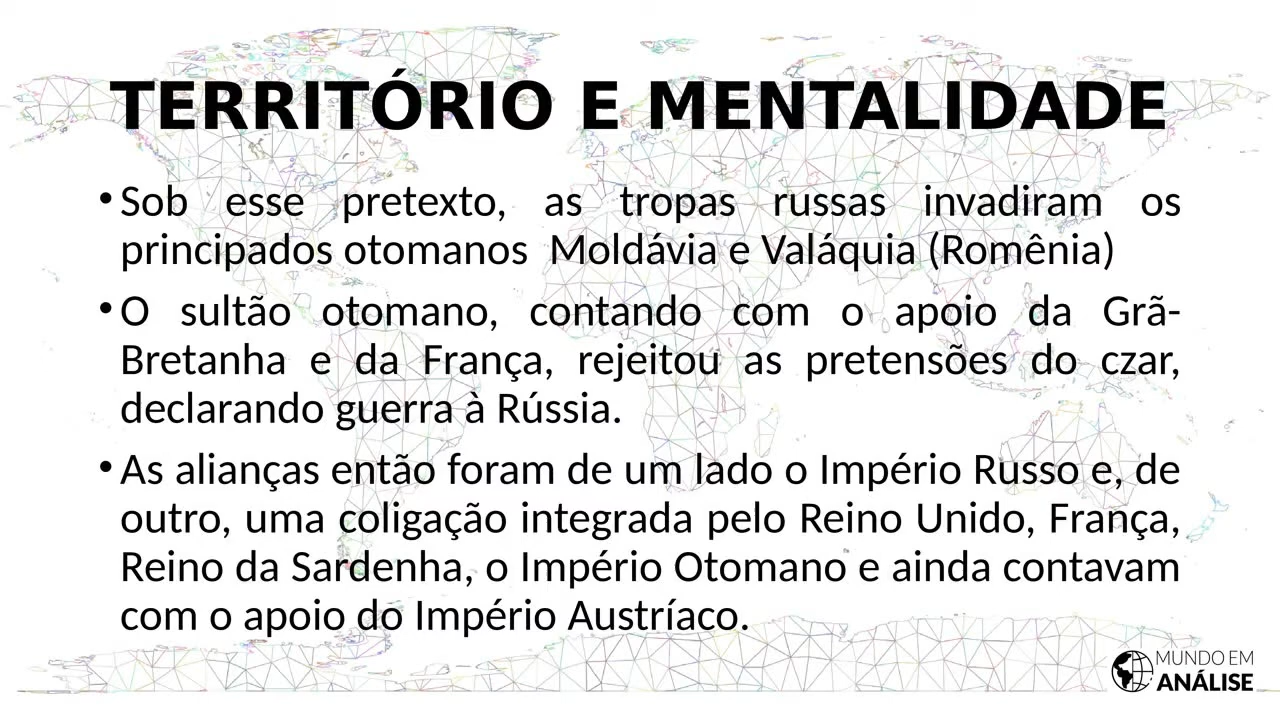 TERRITÓRIO E MENTALIDADE
• Sob esse pretexto, as tropas russas invadiram os
principados otomanos Moldávia e Valáquia (Romênia)
• O sultão otomano, contando com o apoio da Grã-
Bretanha e da França, rejeitou as pretensões do czar,
declarando guerra à Rússia.
• As alianças então foram de um lado o Império Russo e, de
outro, uma coligação integrada pelo Reino Unido, França,
Reino da Sardenha, o Império Otomano e ainda contavam
com o apoio do Império Austríaco.
MUNDO EM
ANÁLISE